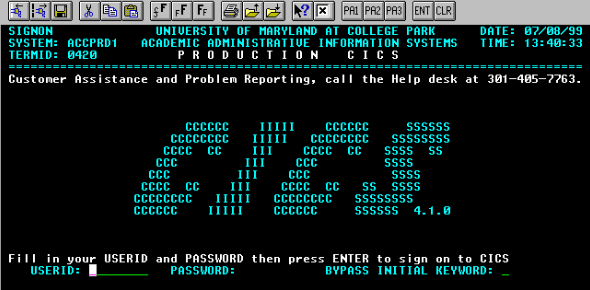 $F FF FF PA1 PA2 PA3 ENT CLR
SIGNON UNIVERSITY OF MARYLAND AT COLLEGE PARK DATE: 07/08/99
SYSTEM: ACCPRD1 ACADEMIC ADMINISTRATIVE INFORMATION SYSTEMS TIME: 13:40:33
TERMID: 0420 P R O D U C T I O N C I C S
================================================================================
Customer Assistance and Problem Reporting, call the Help desk at 301-405-7763.
CCCCCC IIIII CCCCCC SSSSSS
CCCCCCCC IIIII CCCCCCCC SSSSSSSS
CCCC CC III CCCC CC SSSS SS
CCC III CCC SSSS
CCC III CCC SSSS
CCCC CC III CCCC CC SS SSSS
CCCCCCCC IIIII CCCCCCCC SSSSSSSS
CCCCCC IIIII CCCCCC SSSSSS 4.1.0
Fill in your USERID and PASSWORD then press ENTER to sign on to CICS
USERID: PASSWORD: BYPASS INITIAL KEYWORD: _